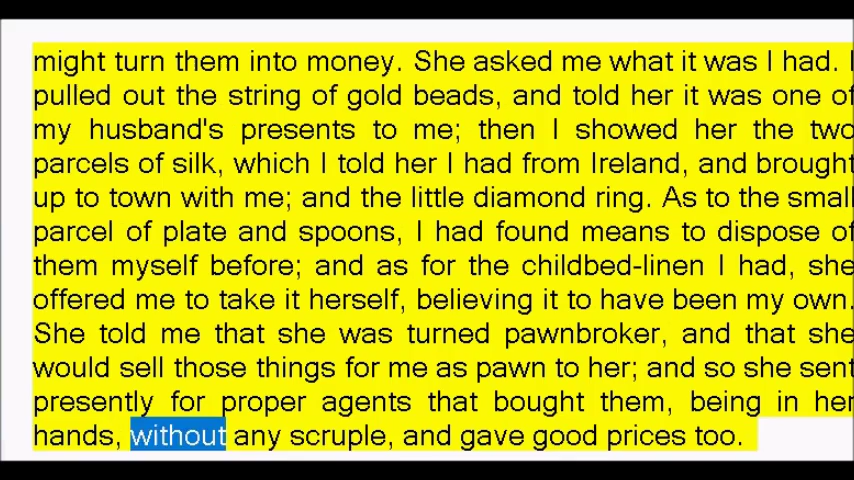 might turn them into money. She asked me what it was I had. I
pulled out the string of gold beads, and told her it was one of
my husband's presents to me; then I showed her the two
parcels of silk, which I told her I had from Ireland, and brought
up to town with me; and the little diamond ring. As to the small
parcel of plate and spoons, I had found means to dispose of
them myself before; and as for the childbed-linen I had, she
offered me to take it herself, believing it to have been my own.
She told me that she was turned pawnbroker, and that she
would sell those things for me as pawn to her; and so she sent
presently for proper agents that bought them, being in her
hands, without any scruple, and gave good prices too.